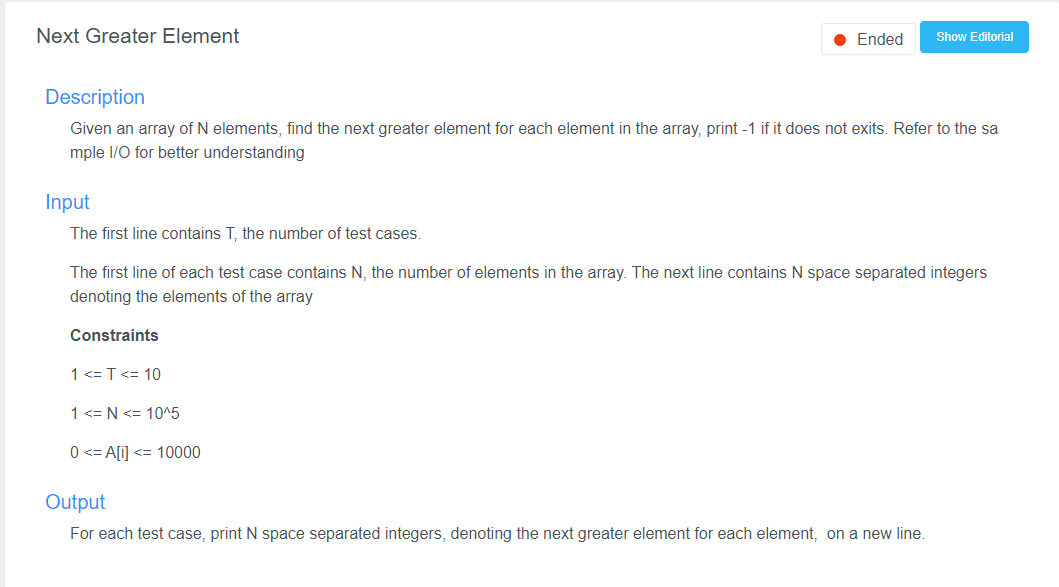 Next Greater Element
Ended
Show Editorial
Description
Given an array of N elements, find the next greater element for each element in the array, print -1 if it does not exits. Refer to the sa
mple I/O for better understanding
Input
The first line contains T, the number of test cases.
The first line of each test case contains N, the number of elements in the array. The next line contains N space separated integers
denoting the elements of the array
Constraints
1 <= T <= 10
1 <= N <= 10^5
0 <= A[i] <= 10000
Output
For each test case, print N space separated integers, denoting the next greater element for each element,  on a new line.